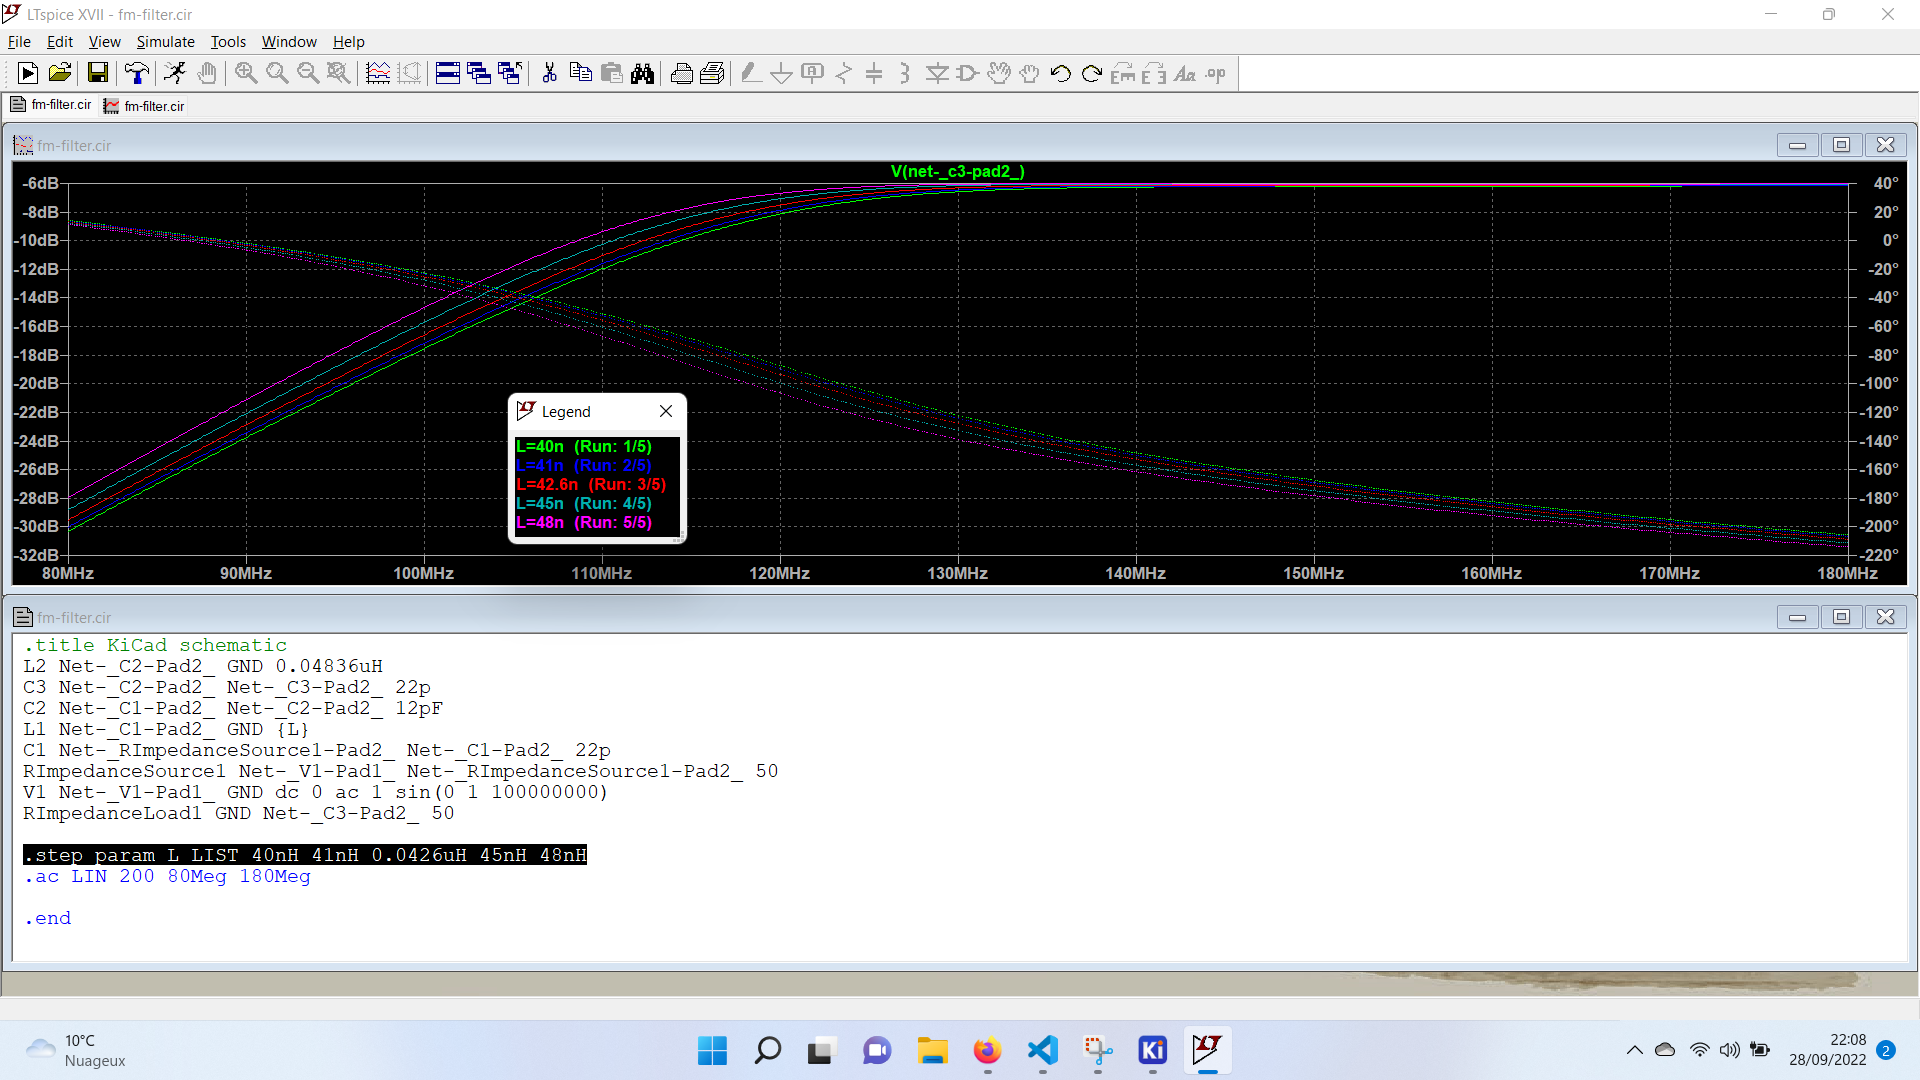 LTspice XVII - fm-filter.cir
File Edit View Simulate Tools Window Help
fm-filter.cir fm-filter.cir
fm-filter.cir
V(net-_c3-pad2_)
-6dB 40°
-8dB 20°
-10dB 0°
-12dB -20°
-14dB -40°
-16dB -60°
-18dB -80°
-20dB -100°
-22dB -120°
-24dB -140°
-26dB -160°
-28dB -180°
-30dB -200°
-32dB -220°
80MHz 90MHz 100MHz 110MHz 120MHz 130MHz 140MHz 150MHz 160MHz 170MHz 180MHz
Legend
L=40n (Run: 1/5)
L=41n (Run: 2/5)
L=42.6n (Run: 3/5)
L=45n (Run: 4/5)
L=48n (Run: 5/5)
fm-filter.cir
.title KiCad schematic
L2 Net-_C2-Pad2_ GND 0.04836uH
C3 Net-_C2-Pad2_ Net-_C3-Pad2_ 22p
C2 Net-_C1-Pad2_ Net-_C2-Pad2_ 12pF
L1 Net-_C1-Pad2_ GND {L}
C1 Net-_RImpedanceSource1-Pad2_ Net-_C1-Pad2_ 22p
RImpedanceSource1 Net-_V1-Pad1_ Net-_RImpedanceSource1-Pad2_ 50
V1 Net-_V1-Pad1_ GND dc 0 ac 1 sin(0 1 100000000)
RImpedanceLoad1 GND Net-_C3-Pad2_ 50
.step param L LIST 40nH 41nH 0.0426uH 45nH 48nH
.ac LIN 200 80Meg 180Meg
.end
10°C
Nuageux
22:08
28/09/2022
2